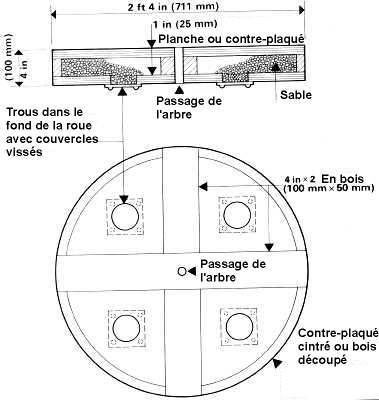 2 ft 4 in (711 mm)
1 in (25 mm)
Planche ou contre-plaqué
(100 mm)
4 in
Trous dans le
fond de la roue
avec couvercles
vissés
Passage de
l'arbre
Sable
4 in × 2 En bois
(100 mm × 50 mm)
Passage de
l'arbre
Contre-plaqué
cintré ou bois
découpé